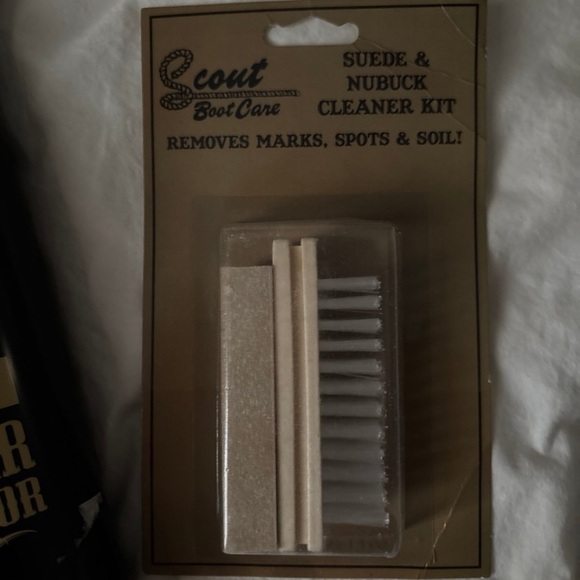 Scout
Boot Care
SUEDE &
NUBUCK
CLEANER KIT
REMOVES MARKS, SPOTS & SOIL!